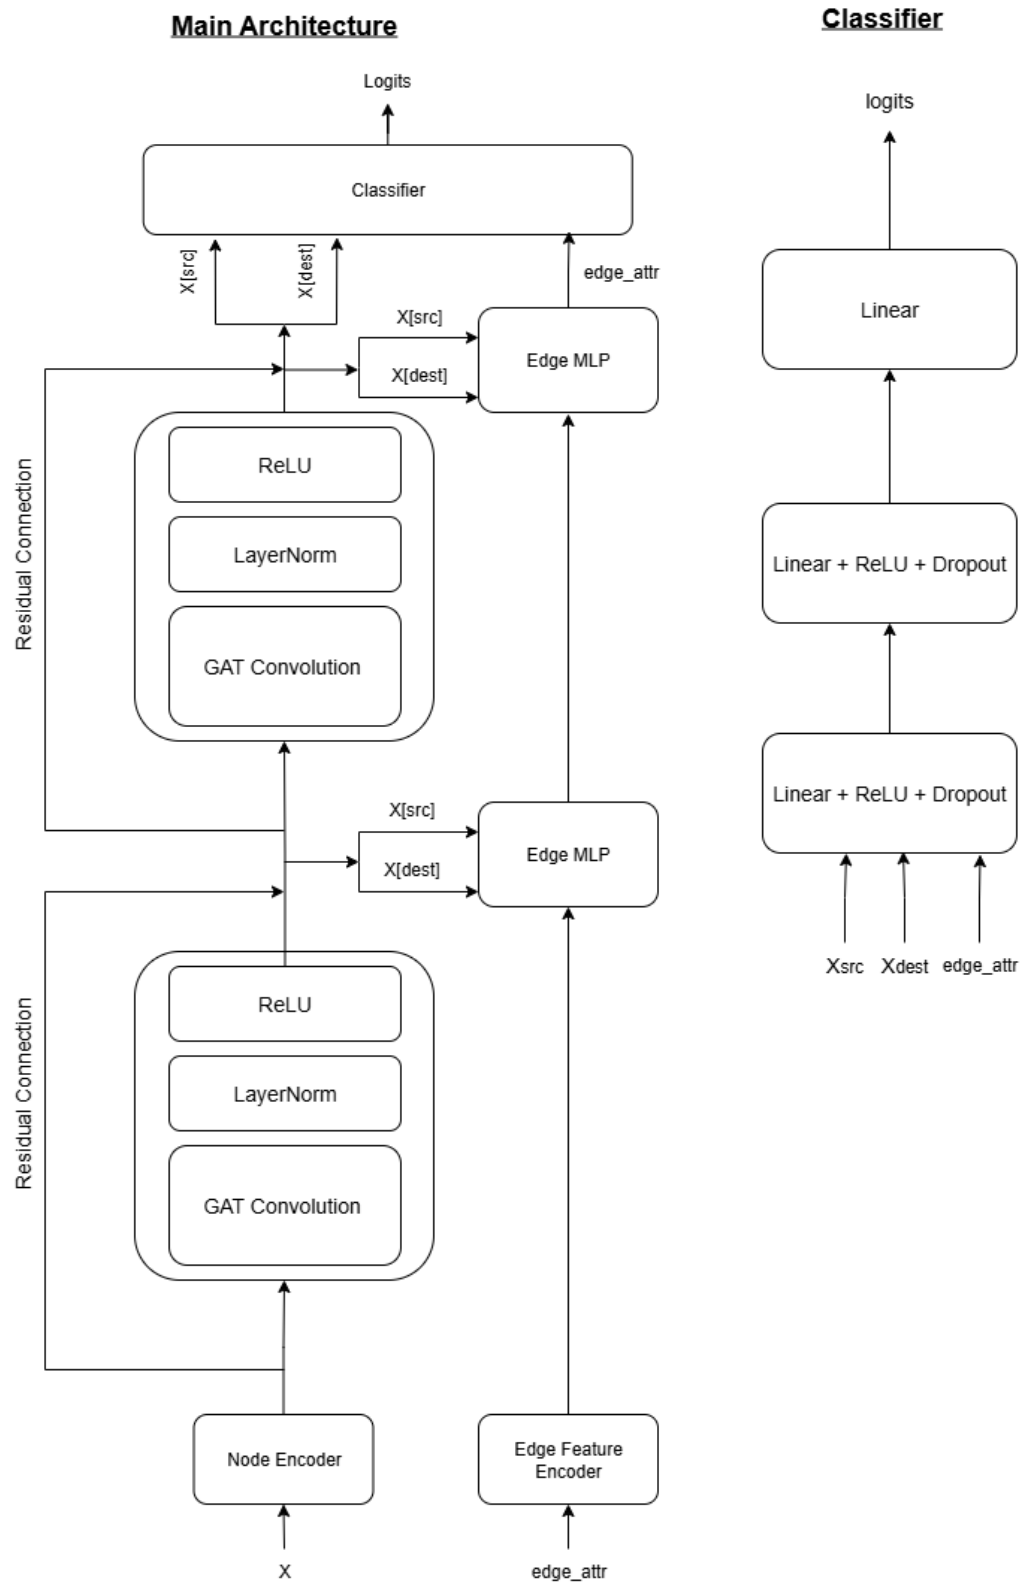 Main Architecture
Logits
Classifier
X[src]
X[dest]
edge_attr
X[src]
X[dest]
Edge MLP
ReLU
LayerNorm
GAT Convolution
Residual Connection
X[src]
X[dest]
Edge MLP
ReLU
LayerNorm
GAT Convolution
Residual Connection
Node Encoder
Edge Feature
Encoder
X
edge_attr
Classifier
logits
Linear
Linear + ReLU + Dropout
Linear + ReLU + Dropout
Xsrc
Xdest
edge_attr